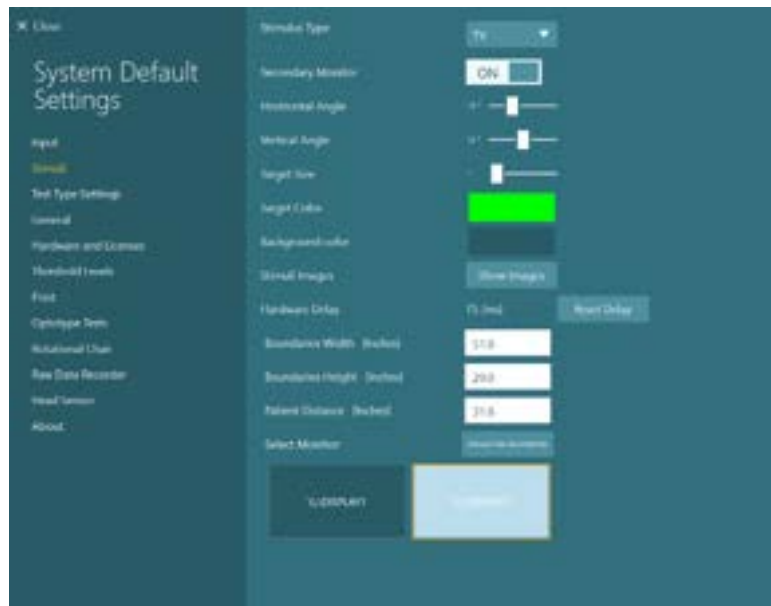 ✕ Close
System Default
Settings
Input
Stimuli
Test Type Settings
General
Hardware and Licenses
Threshold Levels
Print
Optotype Tests
Rotational Chair
Raw Data Recorder
Head Sensor
About
Stimulus Type
TV
Secondary Monitor
ON
Horizontal Angle
Vertical Angle
Target Size
Target Color
Background color
Stimuli Images
Show Images
Hardware Delay
Reset Delay
Boundaries Width (Inches)
51.0
Boundaries Height (Inches)
29.0
Patient Distance (Inches)
Select Monitor
\\.\DISPLAY1